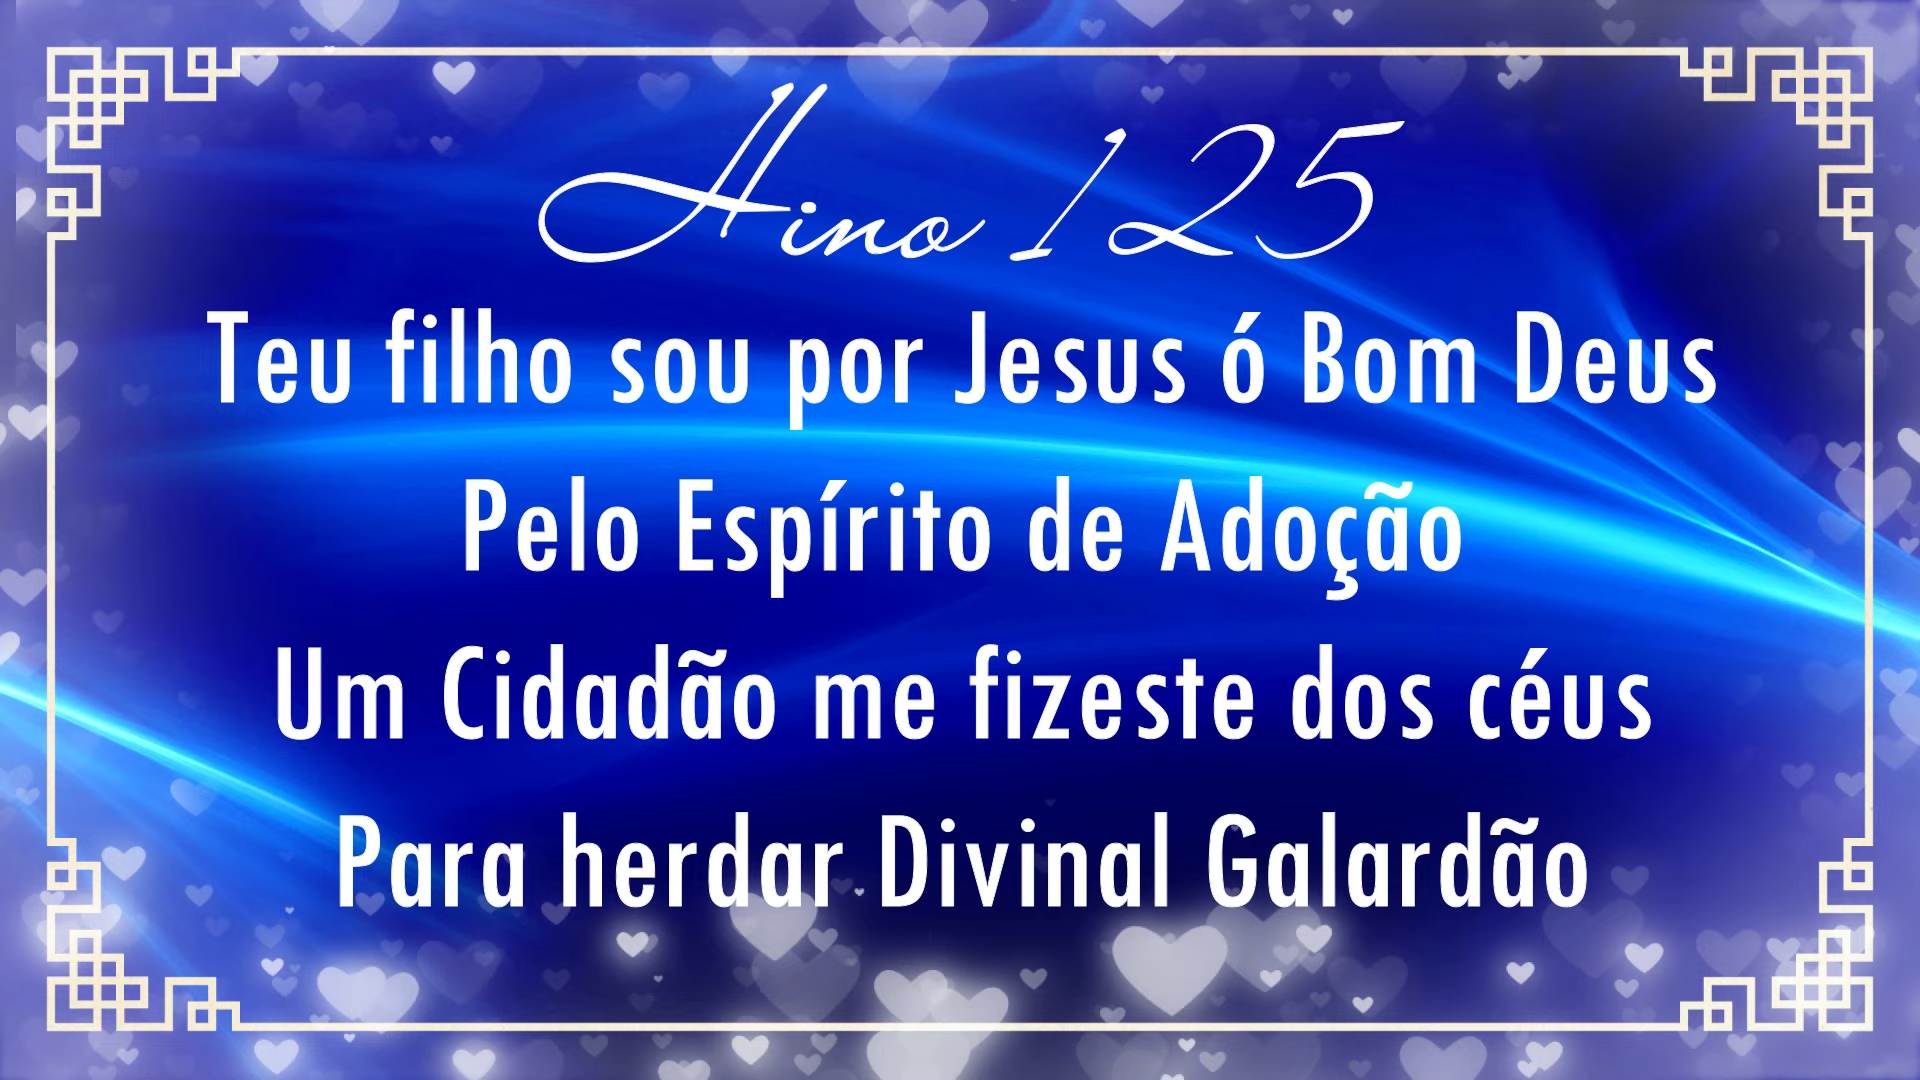 Hino 125
Teu filho sou por Jesus ó Bom Deus
Pelo Espírito de Adoção
Um Cidadão me fizeste dos céus
Para herdar Divinal Galardão